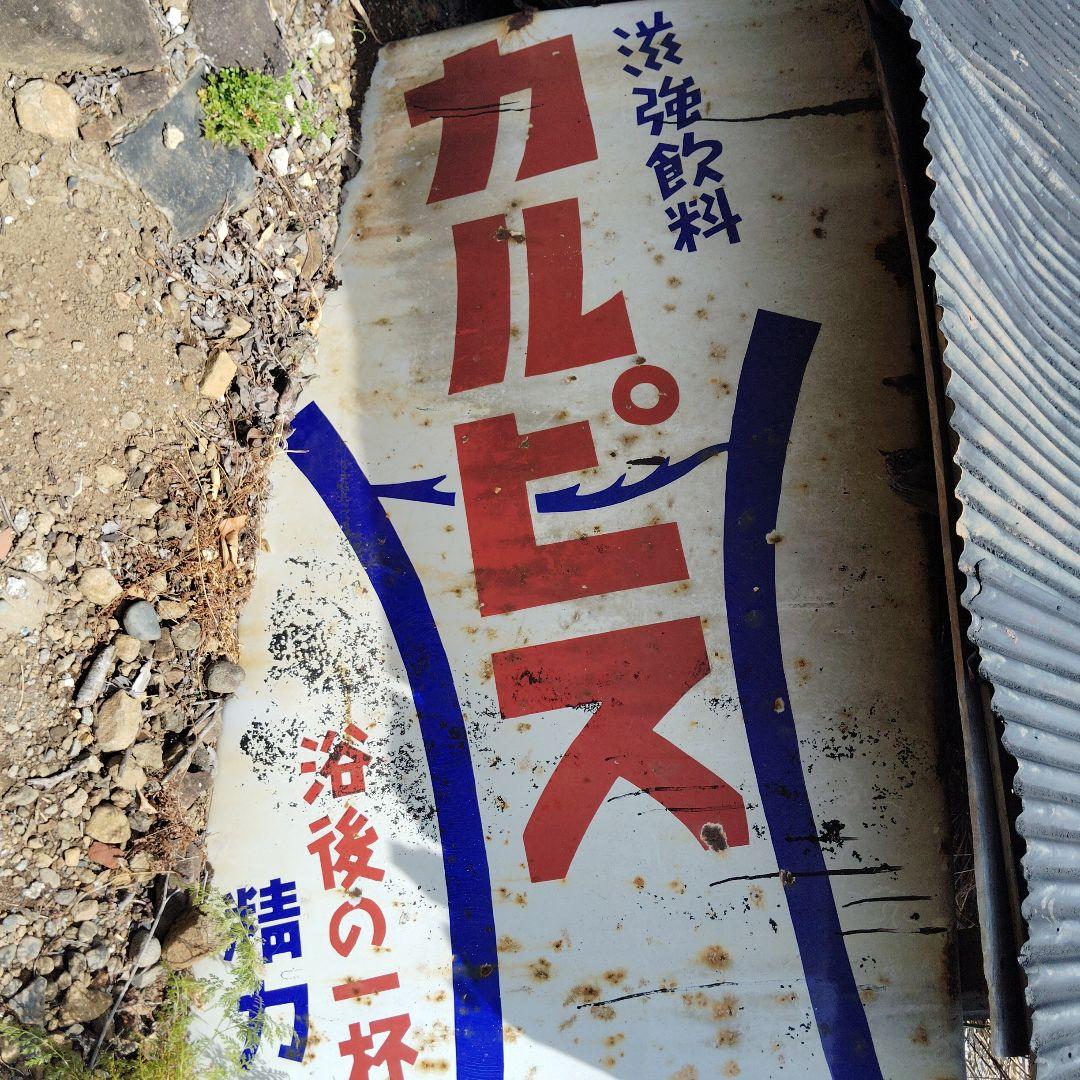 滋強飲料
カルピス
浴後の一杯
精力